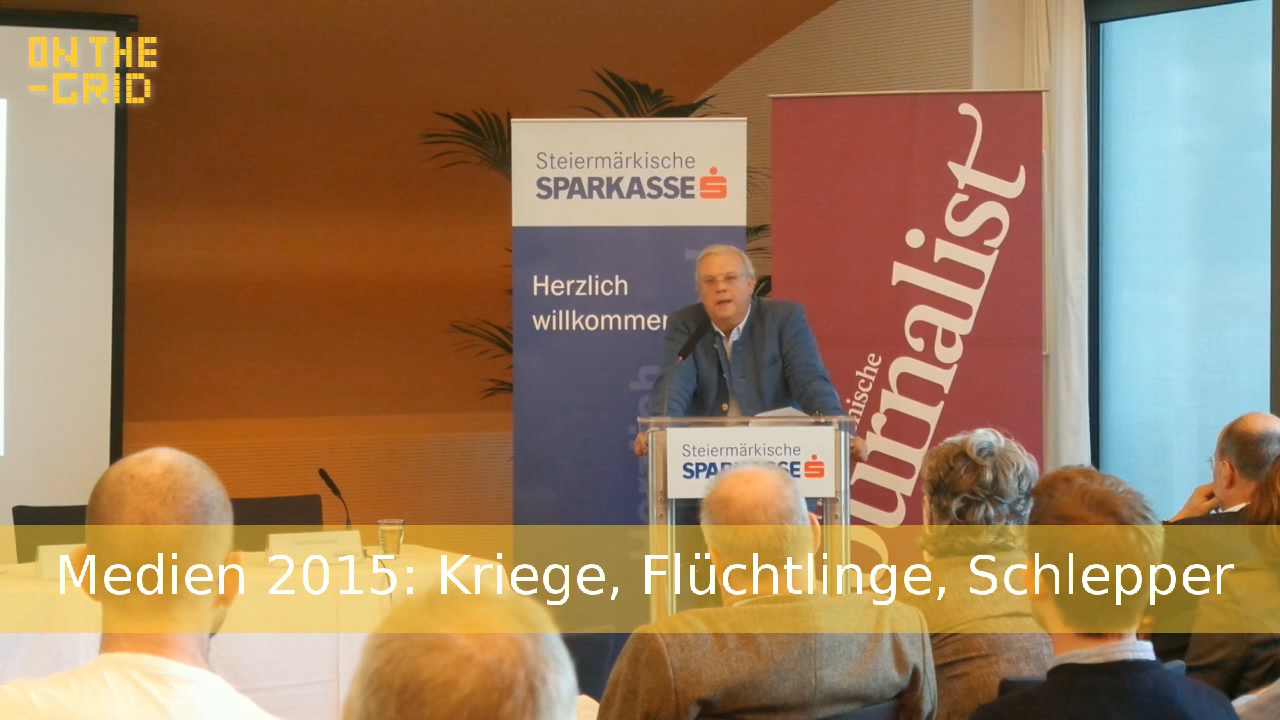 ON THE
-GRID
Steiermärkische
SPARKASSE
Herzlich
willkommen
Journalist
Steiermärkische
SPARKASSE
Medien 2015: Kriege, Flüchtlinge, Schlepper